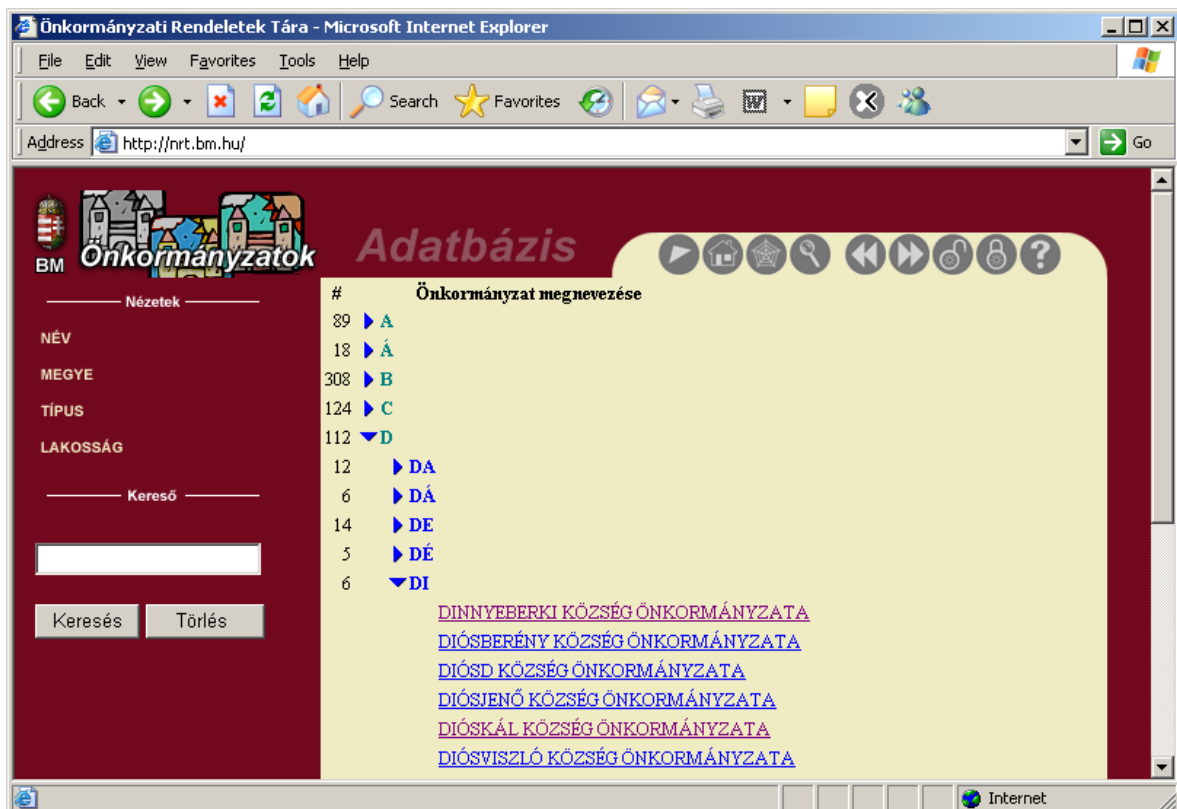 Önkormányzati Rendeletek Tára - Microsoft Internet Explorer
File Edit View Favorites Tools Help
Back Search Favorites
Address http://nrt.bm.hu/ Go
BM Önkormányzatok Adatbázis
Nézetek
NÉV
MEGYE
TÍPUS
LAKOSSÁG
Kereső
Keresés Törlés
# Önkormányzat megnevezése
89 A
18 Á
308 B
124 C
112 D
12 DA
6 DÁ
14 DE
5 DÉ
6 DI
DINNYEBERKI KÖZSÉG ÖNKORMÁNYZATA
DIÓSBERÉNY KÖZSÉG ÖNKORMÁNYZATA
DIÓSD KÖZSÉG ÖNKORMÁNYZATA
DIÓSJENŐ KÖZSÉG ÖNKORMÁNYZATA
DIÓSKÁL KÖZSÉG ÖNKORMÁNYZATA
DIÓSVISZLÓ KÖZSÉG ÖNKORMÁNYZATA
Internet